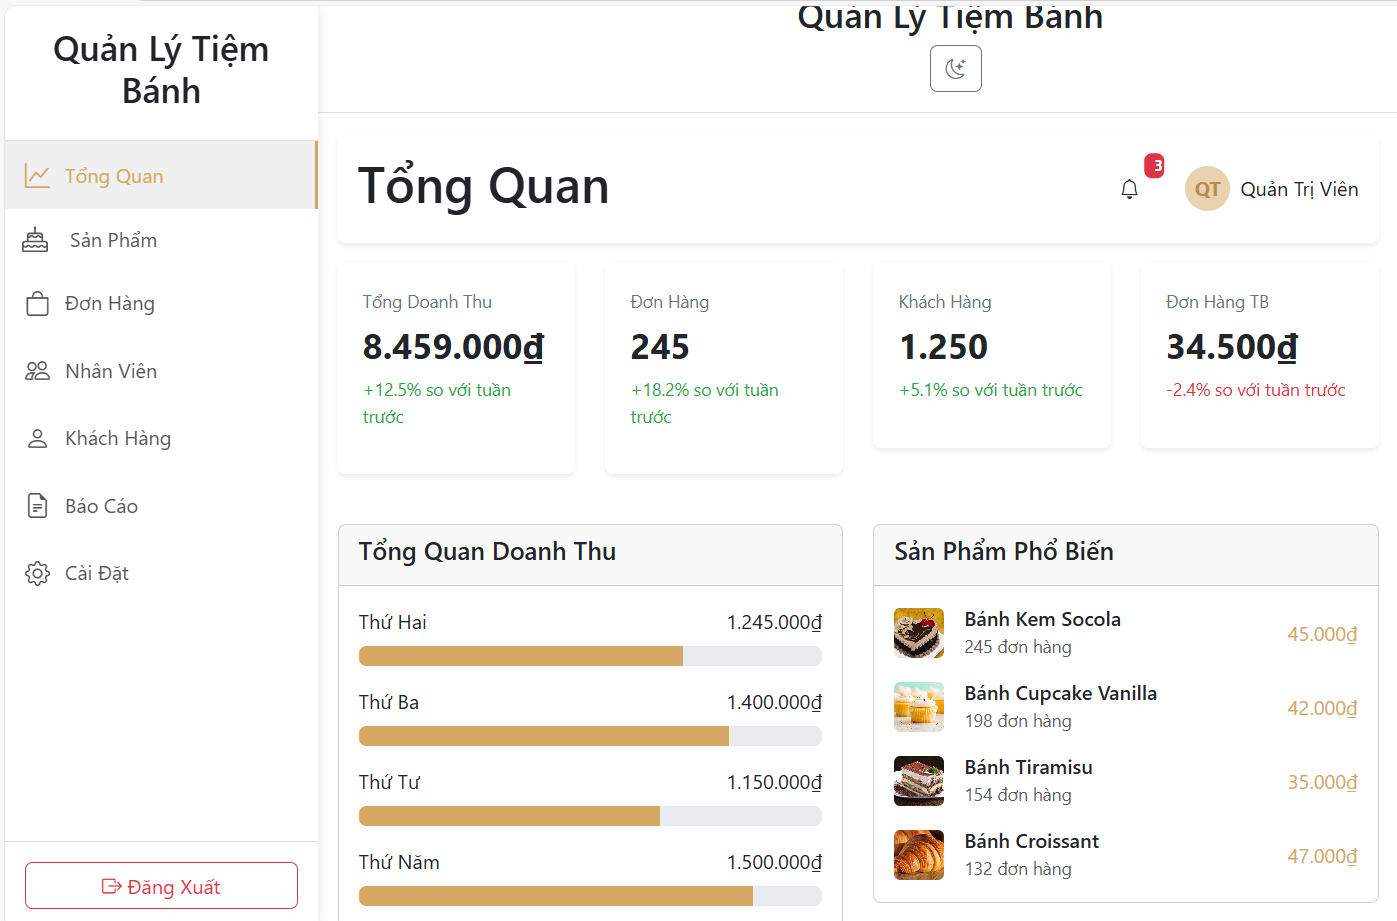 Quản Lý Tiệm
Bánh
Tổng Quan
Sản Phẩm
Đơn Hàng
Nhân Viên
Khách Hàng
Báo Cáo
Cài Đặt
Đăng Xuất
Quản Lý Tiệm Bánh
Tổng Quan
3
QT
Quản Trị Viên
Tổng Doanh Thu
8.459.000₫
+12.5% so với tuần
trước
Đơn Hàng
245
+18.2% so với tuần
trước
Khách Hàng
1.250
+5.1% so với tuần trước
Đơn Hàng TB
34.500₫
-2.4% so với tuần trước
Tổng Quan Doanh Thu
Thứ Hai 1.245.000₫
Thứ Ba 1.400.000₫
Thứ Tư 1.150.000₫
Thứ Năm 1.500.000₫
Sản Phẩm Phổ Biến
Bánh Kem Socola
245 đơn hàng
45.000₫
Bánh Cupcake Vanilla
198 đơn hàng
42.000₫
Bánh Tiramisu
154 đơn hàng
35.000₫
Bánh Croissant
132 đơn hàng
47.000₫